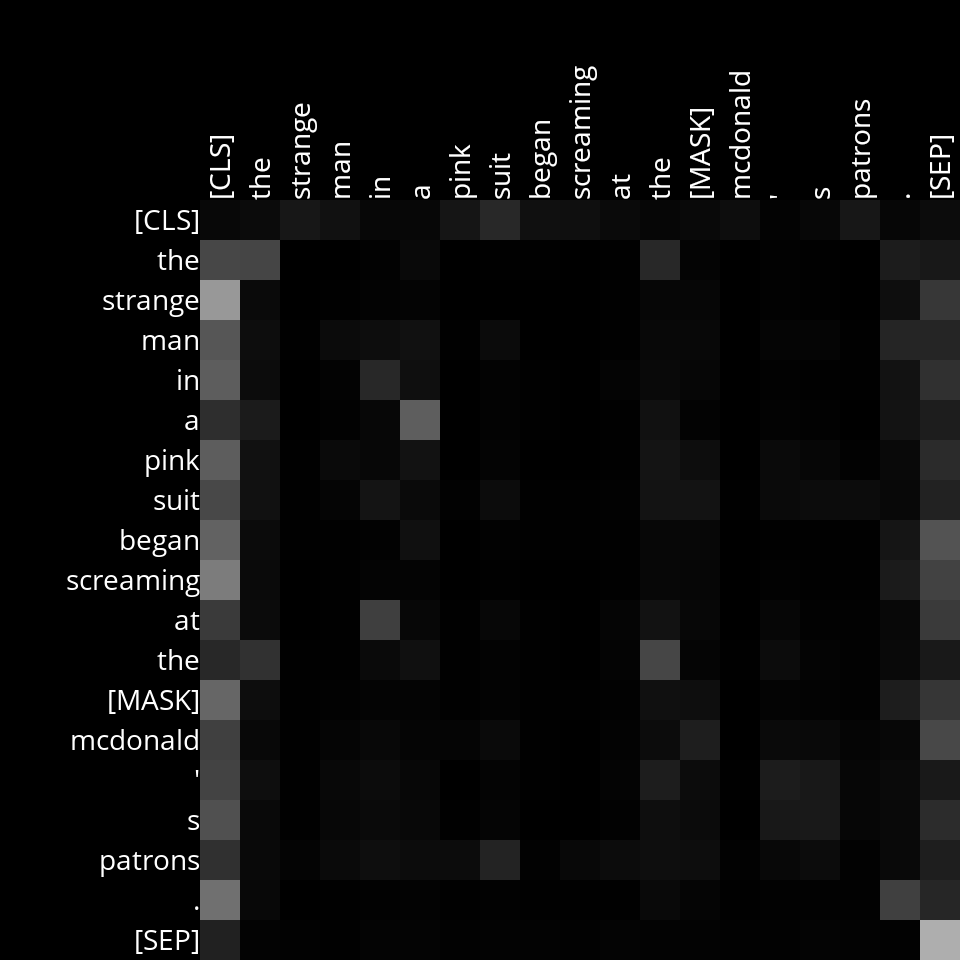 [CLS] the strange man in a pink suit began screaming at the [MASK] mcdonald ' s patrons . [SEP]
[CLS]
the
strange
man
in
a
pink
suit
began
screaming
at
the
[MASK]
mcdonald
'
s
patrons
.
[SEP]